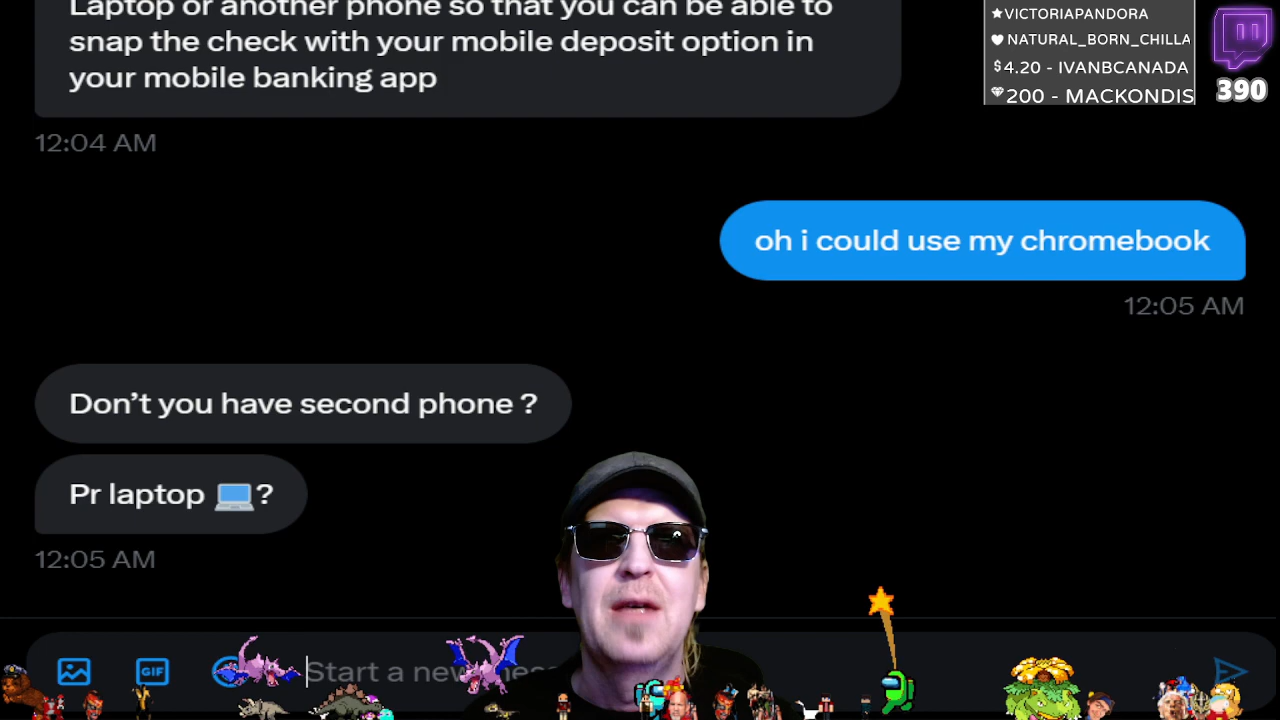 Laptop or another phone so that you can be able to
snap the check with your mobile deposit option in
your mobile banking app
12:04 AM
oh i could use my chromebook
12:05 AM
Don’t you have second phone ?
Pr laptop 💻?
12:05 AM
GIF
Start a new
★VICTORIAPANDORA
NATURAL_BORN_CHILLA
$4.20 - IVANBCANADA
200 - MACKONDIS
390